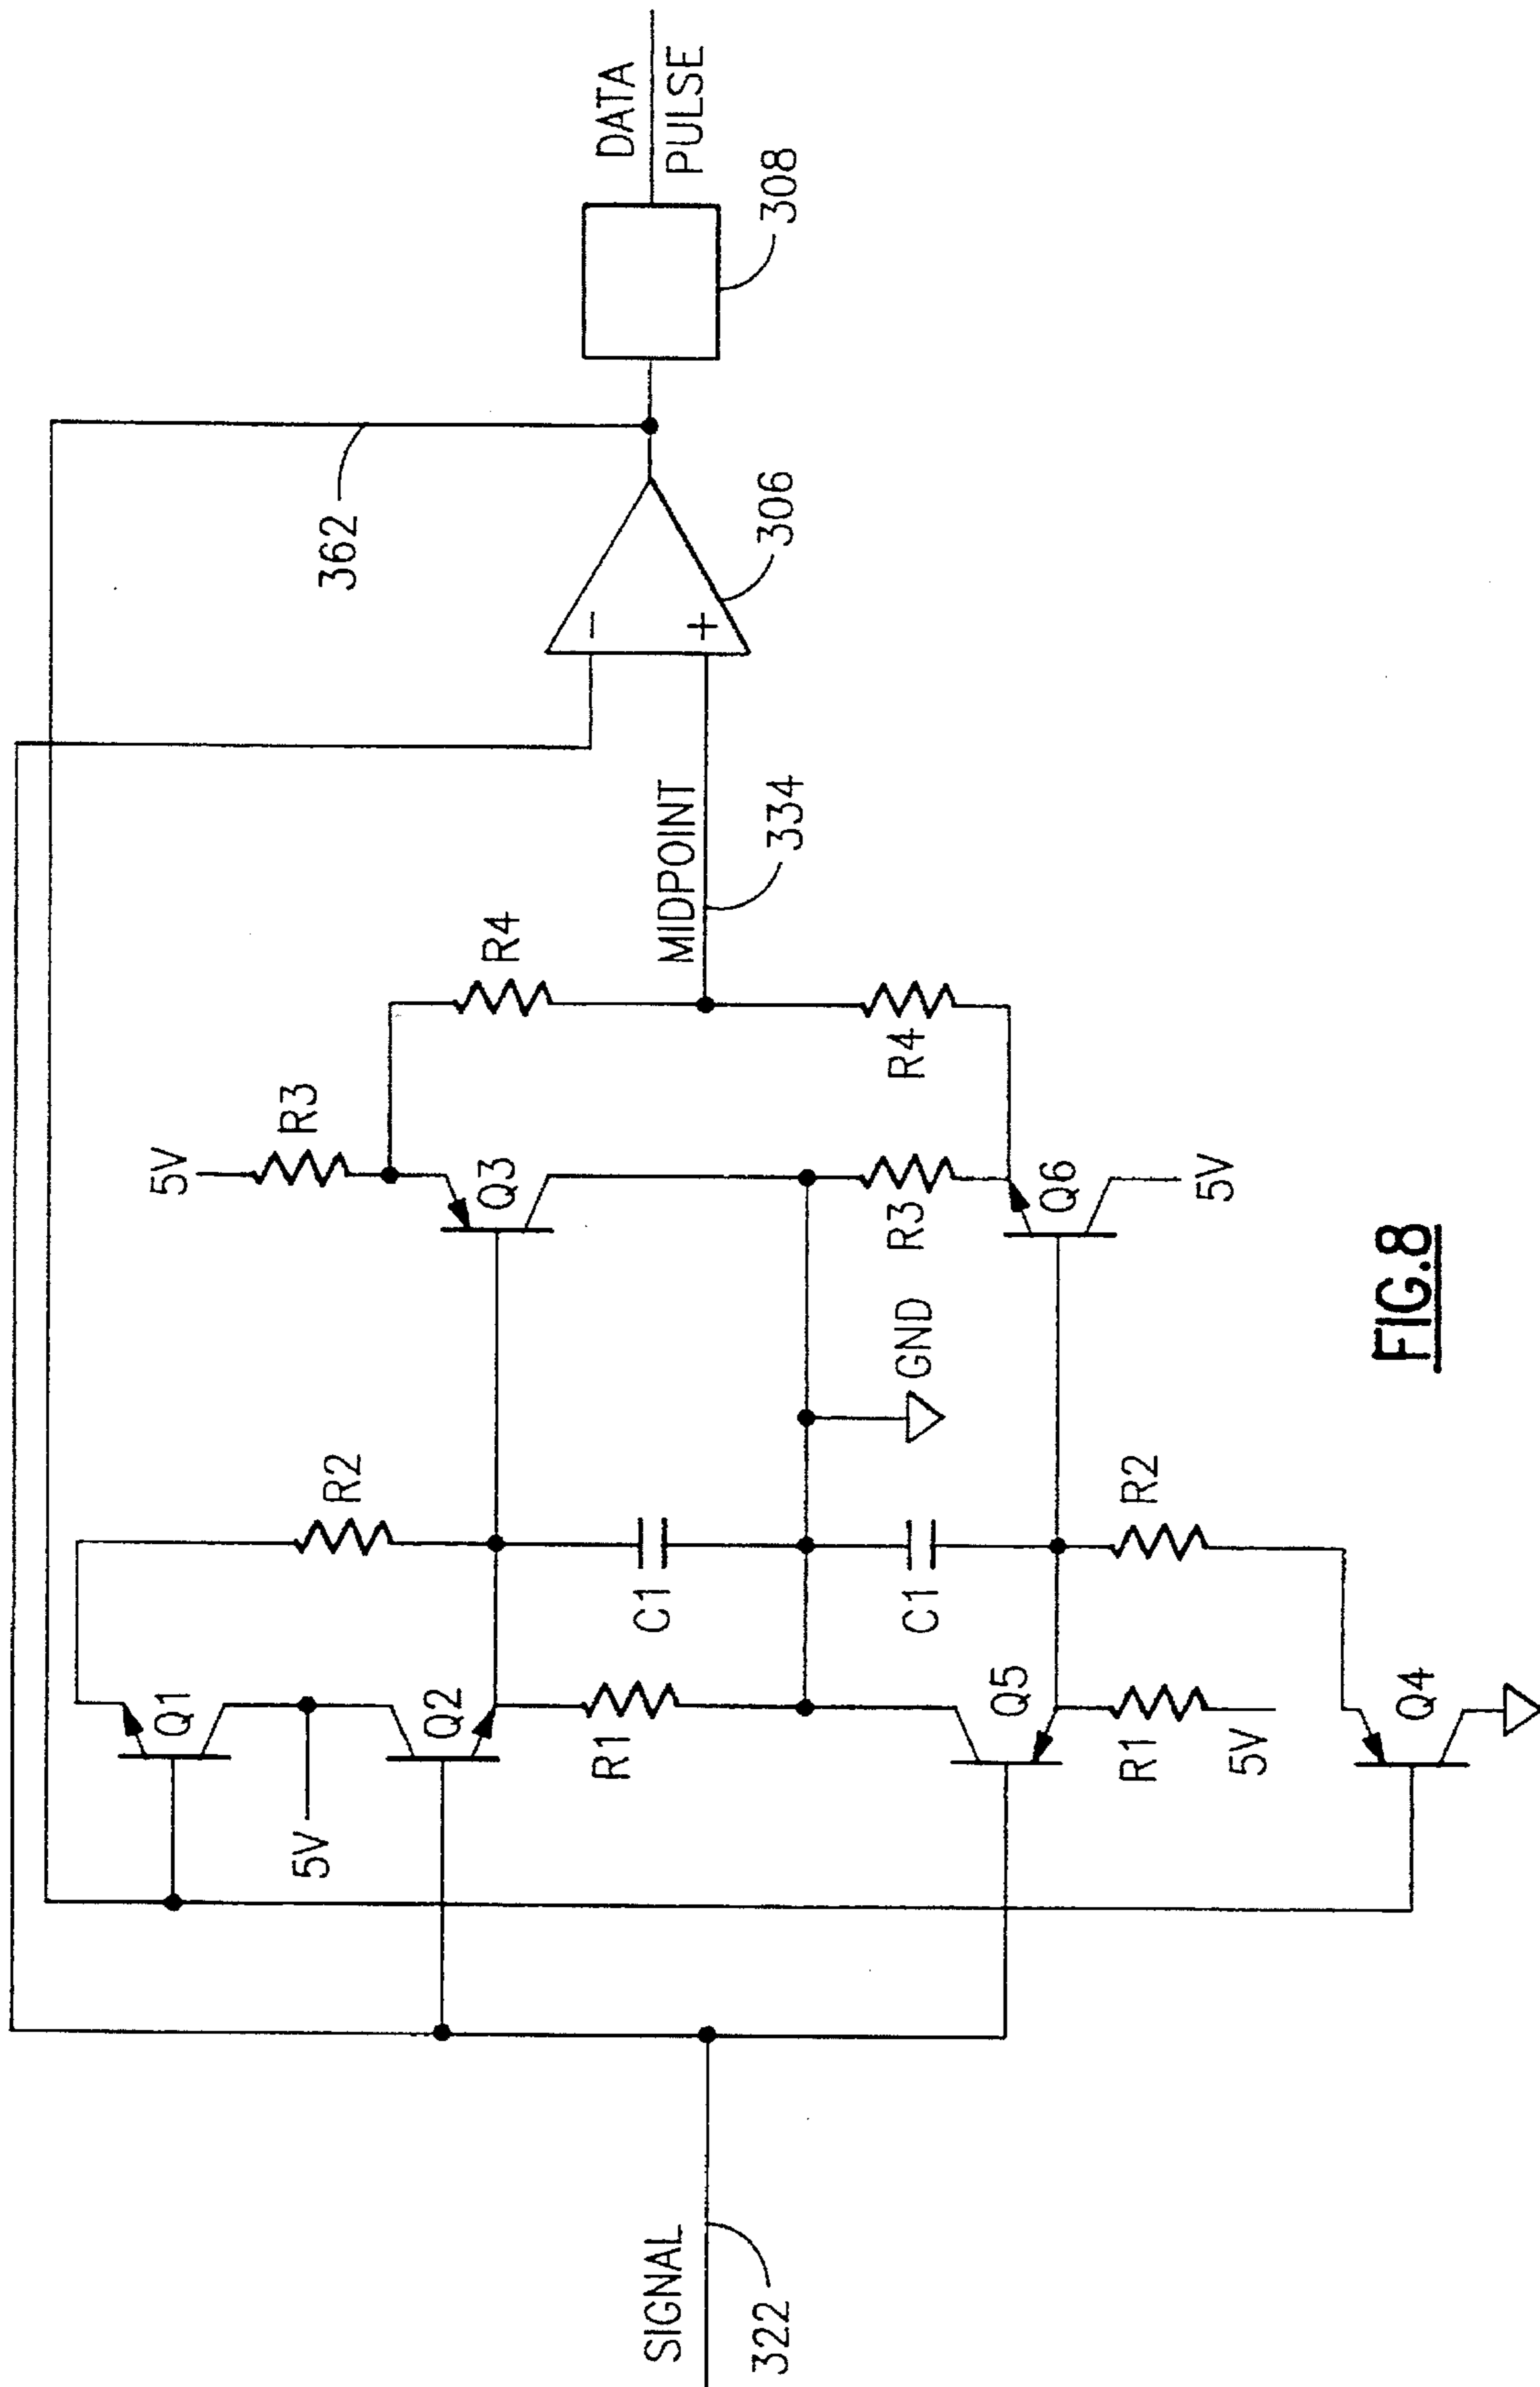 SIGNAL
322
5V
Q1
Q2
R1
Q5
R1
5V
Q4
R2
C1
C1
R2
GND
5V
R3
Q3
R3
Q6
5V
R4
R4
MIDPOINT
334
362
-
+
306
308
DATA
PULSE
FIG.8